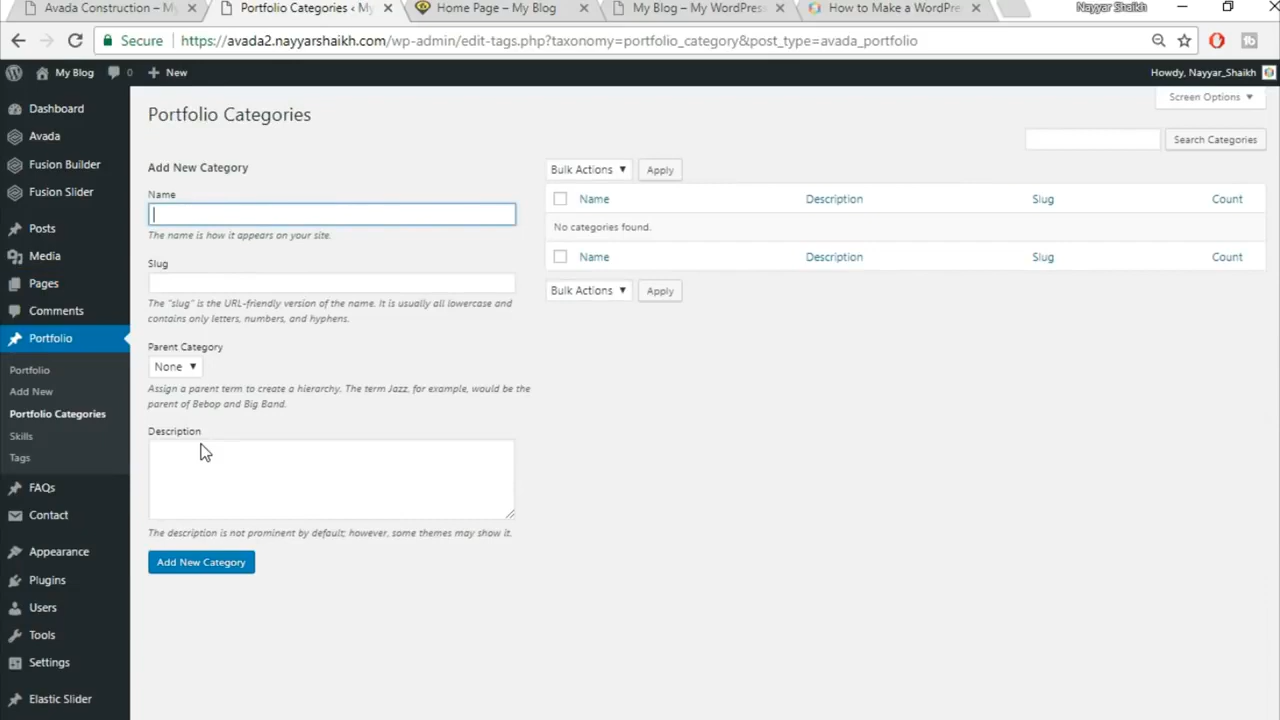 Avada Construction – My
Portfolio Categories ‹ My
Home Page – My Blog
My Blog – My WordPress
How to Make a WordPre
Nayyar Shaikh
Secure
https://avada2.nayyarshaikh.com/wp-admin/edit-tags.php?taxonomy=portfolio_category&post_type=avada_portfolio
My Blog
0
New
Howdy, Nayyar_Shaikh
Dashboard
Avada
Fusion Builder
Fusion Slider
Posts
Media
Pages
Comments
Portfolio
Portfolio
Add New
Portfolio Categories
Skills
Tags
FAQs
Contact
Appearance
Plugins
Users
Tools
Settings
Elastic Slider
Screen Options
Portfolio Categories
Search Categories
Add New Category
Name
The name is how it appears on your site.
Slug
The "slug" is the URL-friendly version of the name. It is usually all lowercase and
contains only letters, numbers, and hyphens.
Parent Category
None
Assign a parent term to create a hierarchy. The term Jazz, for example, would be the
parent of Bebop and Big Band.
Description
The description is not prominent by default; however, some themes may show it.
Add New Category
Bulk Actions Apply
Name Description Slug Count
No categories found.
Name Description Slug Count
Bulk Actions Apply